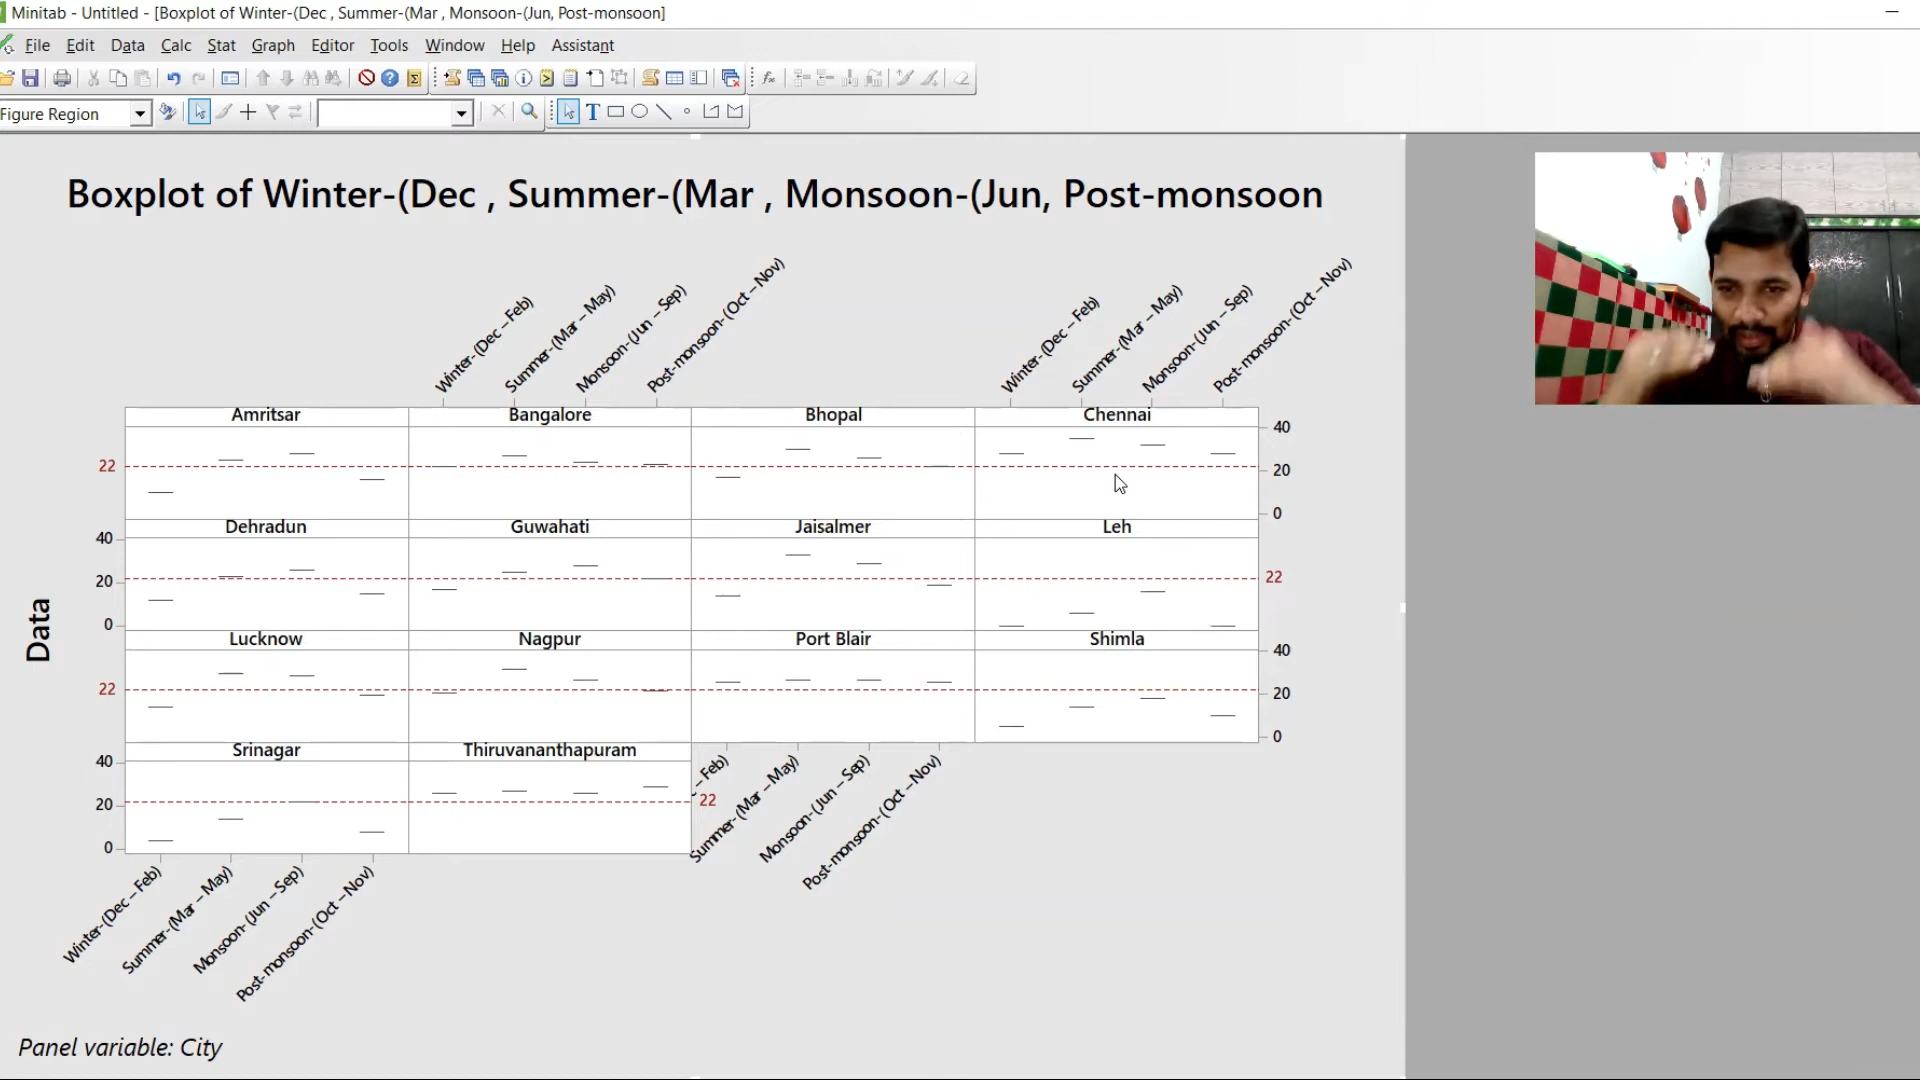 Minitab - Untitled - [Boxplot of Winter-(Dec , Summer-(Mar , Monsoon-(Jun, Post-monsoon]
File Edit Data Calc Stat Graph Editor Tools Window Help Assistant
Figure Region
Boxplot of Winter-(Dec , Summer-(Mar , Monsoon-(Jun, Post-monsoon
Winter-(Dec – Feb) Summer-(Mar – May) Monsoon-(Jun – Sep) Post-monsoon-(Oct – Nov) Winter-(Dec – Feb) Summer-(Mar – May) Monsoon-(Jun – Sep) Post-monsoon-(Oct – Nov)
Amritsar Bangalore Bhopal Chennai
40
22
20
0
Dehradun Guwahati Jaisalmer Leh
40
20 22
0
Data
Lucknow Nagpur Port Blair Shimla
40
22
20
0
Srinagar Thiruvananthapuram
40
20 22
0
– Feb) Summer-(Mar – May) Monsoon-(Jun – Sep) Post-monsoon-(Oct – Nov)
Winter-(Dec – Feb) Summer-(Mar – May) Monsoon-(Jun – Sep) Post-monsoon-(Oct – Nov)
Panel variable: City